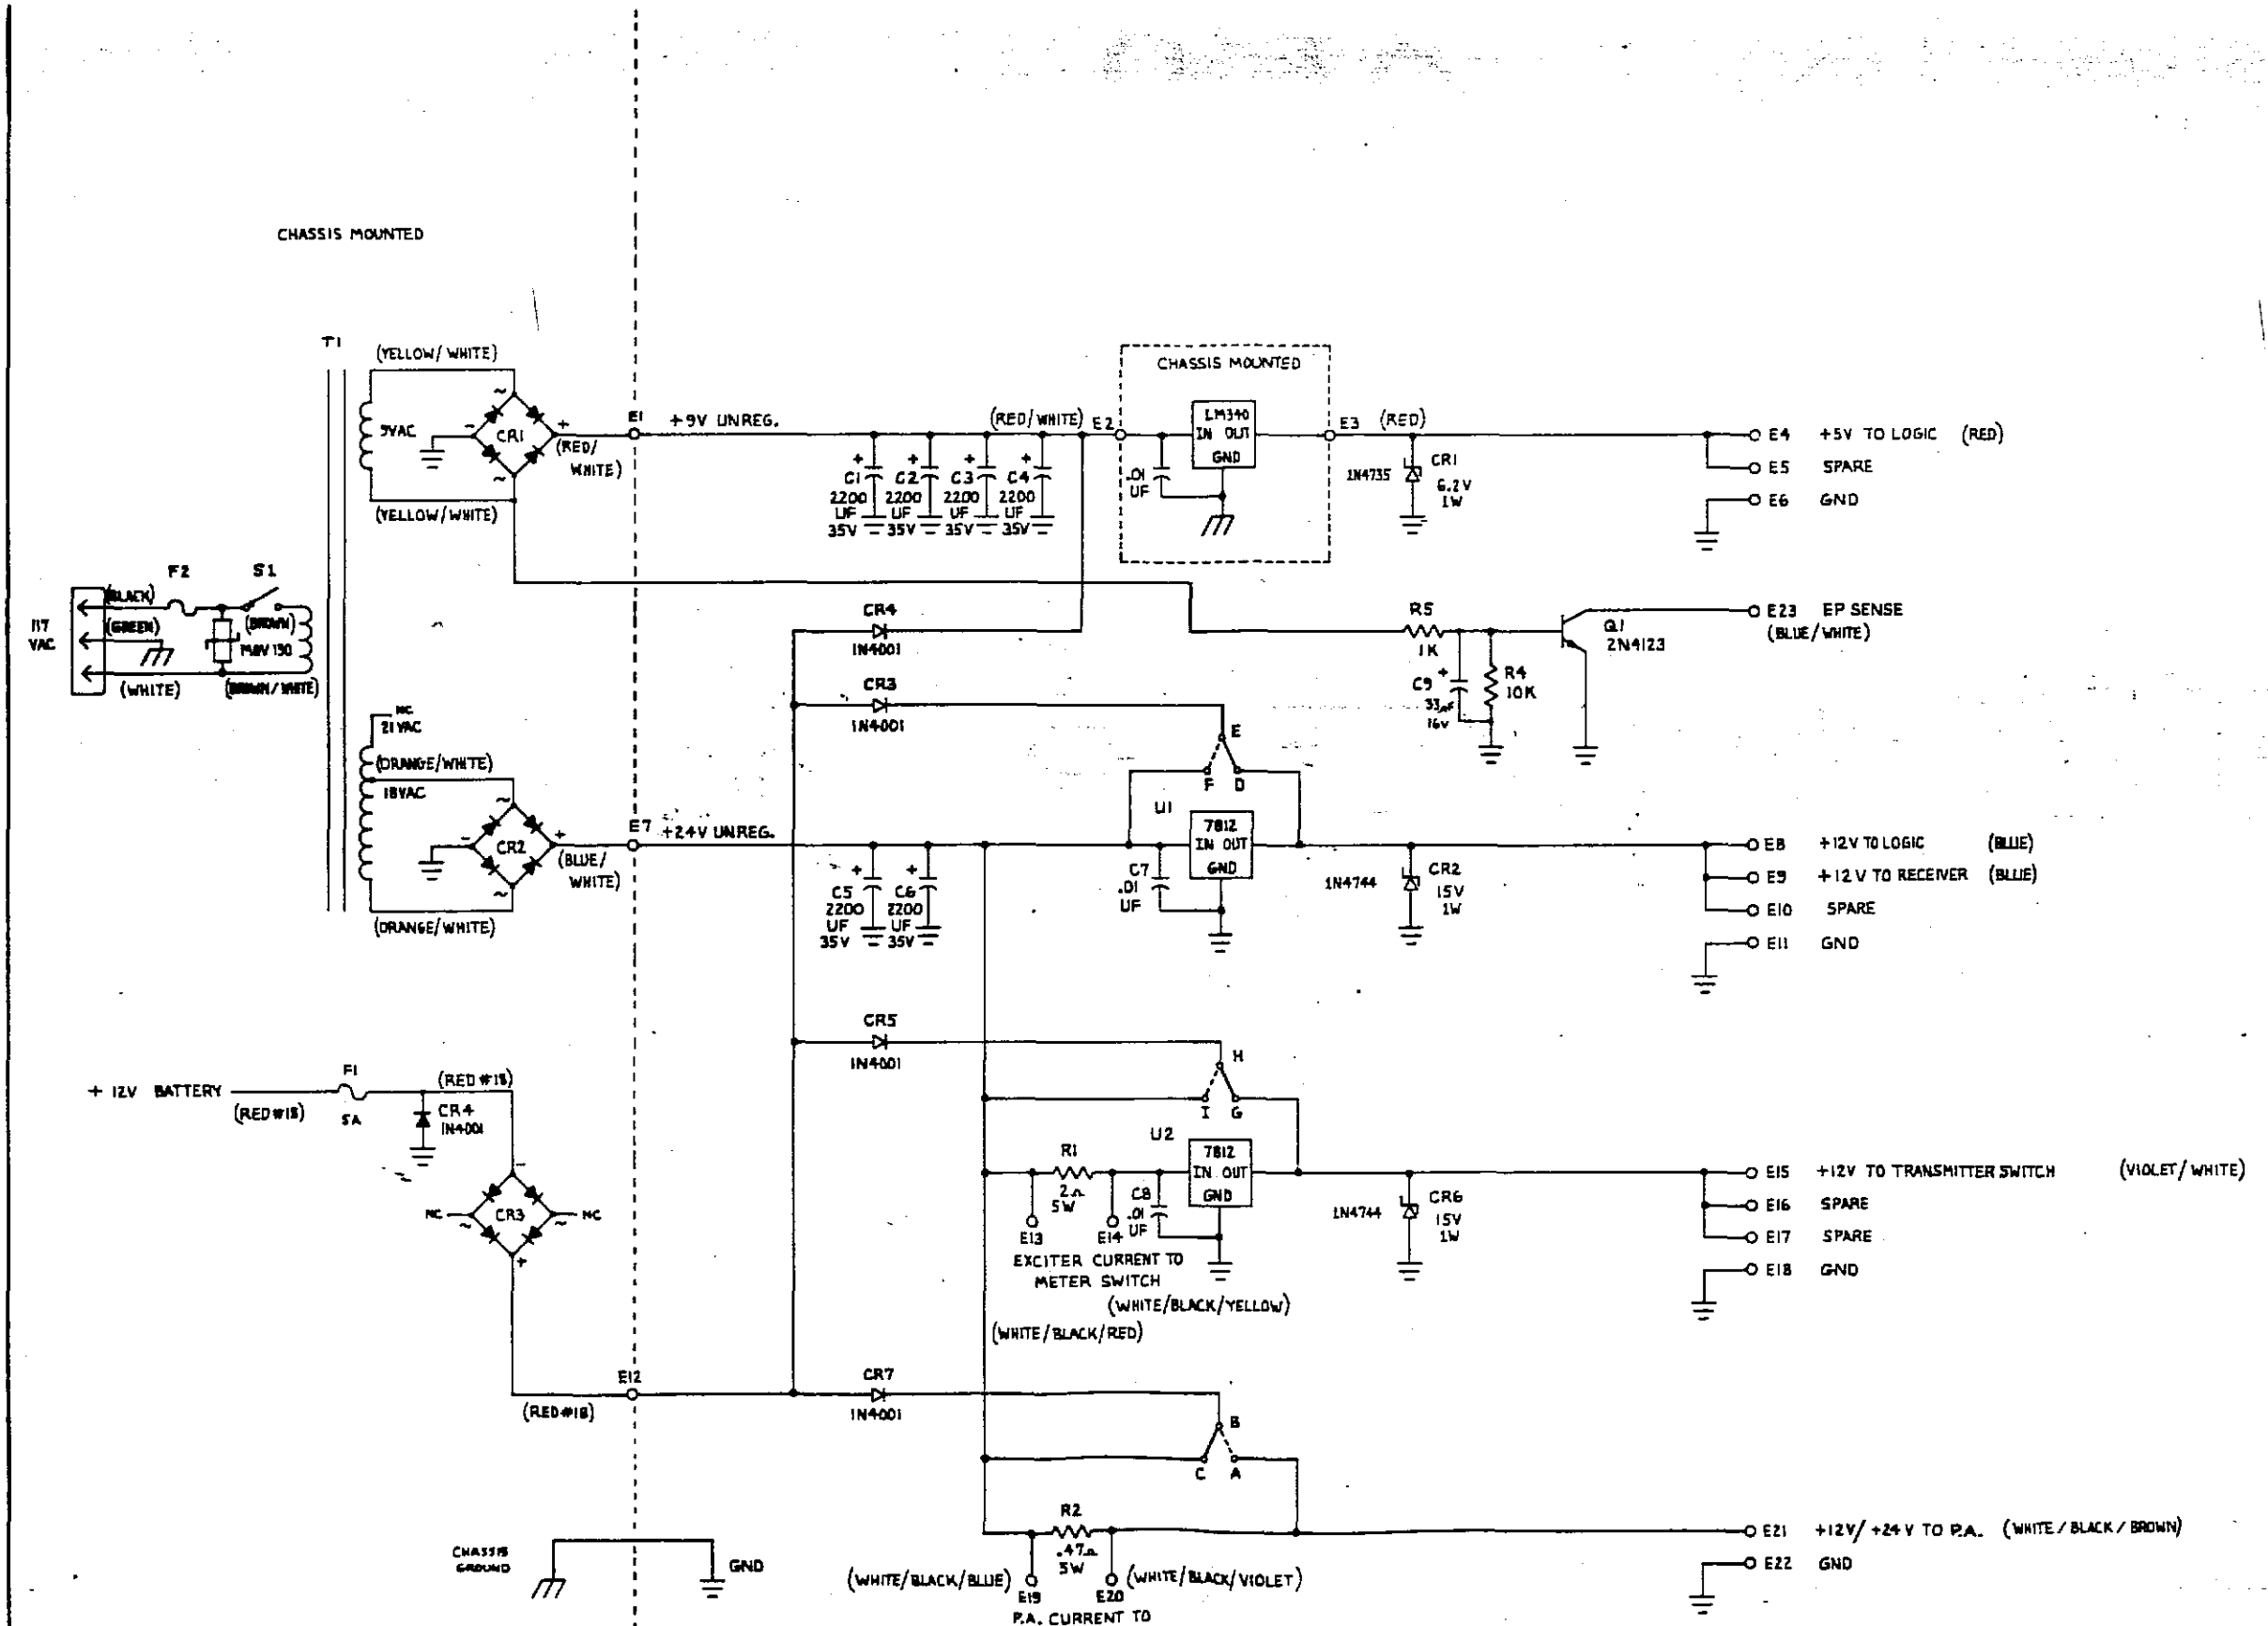 CHASSIS MOUNTED
T1
(YELLOW/WHITE)
9VAC
CR1
~
~
-
+
(RED/
WHITE)
(YELLOW/WHITE)
E1
+9V UNREG.
(RED/WHITE)
E2
CHASSIS MOUNTED
LM340
IN OUT
GND
.01
UF
E3
(RED)
+
C1
2200
UF
35V
+
C2
2200
UF
35V
+
C3
2200
UF
35V
+
C4
2200
UF
35V
1N4735
CR1
6.2V
1W
E4 +5V TO LOGIC (RED)
E5 SPARE
E6 GND
117
VAC
(BLACK)
(GREEN)
(WHITE)
F2
S1
(BROWN)
(BROWN/WHITE)
CR4
1N4001
CR3
1N4001
R5
1K
C9
+
33
16V
R4
10K
Q1
2N4123
E23 EP SENSE
(BLUE/WHITE)
NC
21VAC
(ORANGE/WHITE)
18VAC
CR2
~
~
-
+
(BLUE/
WHITE)
(ORANGE/WHITE)
E7
+24V UNREG.
+
C5
2200
UF
35V
+
C6
2200
UF
35V
E
F D
U1
7812
IN OUT
GND
C7
.01
UF
1N4744
CR2
15V
1W
E8 +12V TO LOGIC (BLUE)
E9 +12V TO RECEIVER (BLUE)
E10 SPARE
E11 GND
CR5
1N4001
H
I G
+ 12V BATTERY
(RED #18)
F1
5A
(RED #18)
CR4
1N4001
-
NC
~
CR3
~
NC
+
(RED #18)
E12
R1
2Ω
5W
E13
E14
EXCITER CURRENT TO
METER SWITCH
(WHITE/BLACK/YELLOW)
(WHITE/BLACK/RED)
C8
.01
UF
U2
7812
IN OUT
GND
1N4744
CR6
15V
1W
E15 +12V TO TRANSMITTER SWITCH (VIOLET/WHITE)
E16 SPARE
E17 SPARE
E18 GND
CR7
1N4001
B
C A
R2
.47Ω
5W
(WHITE/BLACK/BLUE)
E19
E20
(WHITE/BLACK/VIOLET)
P.A. CURRENT TO
E21 +12V/+24V TO P.A. (WHITE/BLACK/BROWN)
E22 GND
CHASSIS
GROUND
GND